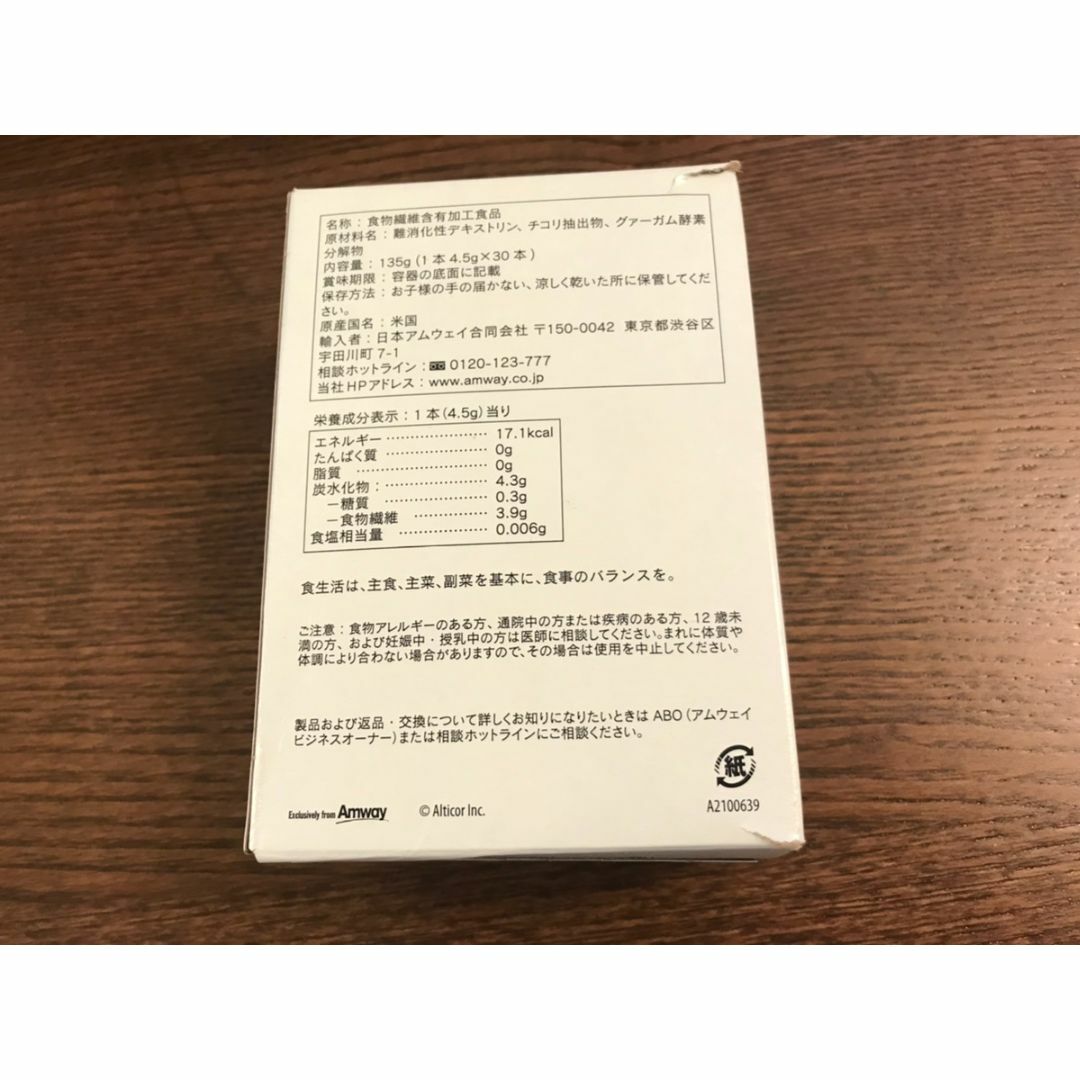 名称：食物繊維含有加工食品
原材料名：難消化性デキストリン、チコリ抽出物、グァーガム酵素
分解物
内容量：135g(1本4.5g×30本)
賞味期限：容器の底面に記載
保存方法：お子様の手の届かない、涼しく乾いた所に保管してくだ
さい。
原産国名：米国
輸入者：日本アムウェイ合同会社 〒150-0042 東京都渋谷区
宇田川町7-1
相談ホットライン：0120-123-777
当社HPアドレス：www.amway.co.jp
栄養成分表示：1本(4.5g)当り
エネルギー ………………… 17.1kcal
たんぱく質 ………………… 0g
脂質 ………………… 0g
炭水化物： ………………… 4.3g
－糖質 ………………… 0.3g
－食物繊維 ……………… 3.9g
食塩相当量 ……………… 0.006g
食生活は、主食、主菜、副菜を基本に、食事のバランスを。
ご注意：食物アレルギーのある方、通院中の方または疾病のある方、12歳未
満の方、および妊娠中・授乳中の方は医師に相談してください。まれに体質や
体調により合わない場合がありますので、その場合は使用を中止してください。
製品および返品・交換について詳しくお知りになりたいときはABO(アムウェイ
ビジネスオーナー)または相談ホットラインにご相談ください。
紙
Exclusively from Amway © Alticor Inc. A2100639